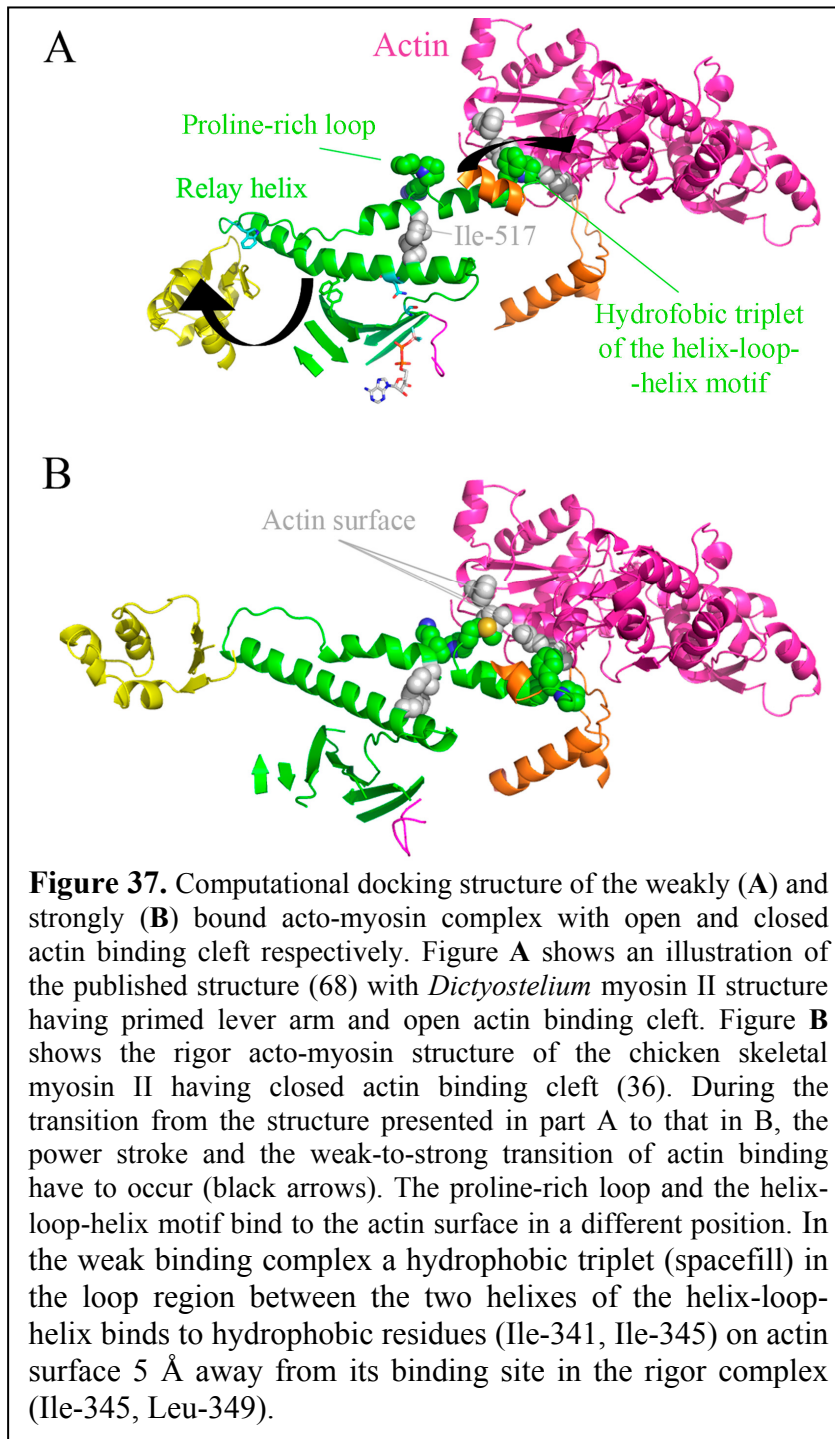 A
Actin
Proline-rich loop
Relay helix
Ile-517
Hydrofobic triplet
of the helix-loop-
-helix motif
B
Actin surface
Figure 37. Computational docking structure of the weakly (A) and
strongly (B) bound acto-myosin complex with open and closed
actin binding cleft respectively. Figure A shows an illustration of
the published structure (68) with Dictyostelium myosin II structure
having primed lever arm and open actin binding cleft. Figure B
shows the rigor acto-myosin structure of the chicken skeletal
myosin II having closed actin binding cleft (36). During the
transition from the structure presented in part A to that in B, the
power stroke and the weak-to-strong transition of actin binding
have to occur (black arrows). The proline-rich loop and the helix-
loop-helix motif bind to the actin surface in a different position. In
the weak binding complex a hydrophobic triplet (spacefill) in
the loop region between the two helixes of the helix-loop-
helix binds to hydrophobic residues (Ile-341, Ile-345) on actin
surface 5 Å away from its binding site in the rigor complex
(Ile-345, Leu-349).